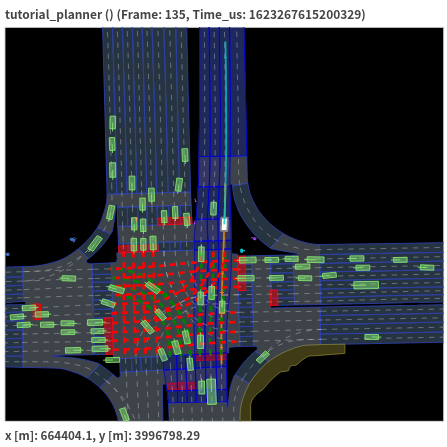 tutorial_planner () (Frame: 135, Time_us: 1623267615200329)
x [m]: 664404.1, y [m]: 3996798.29